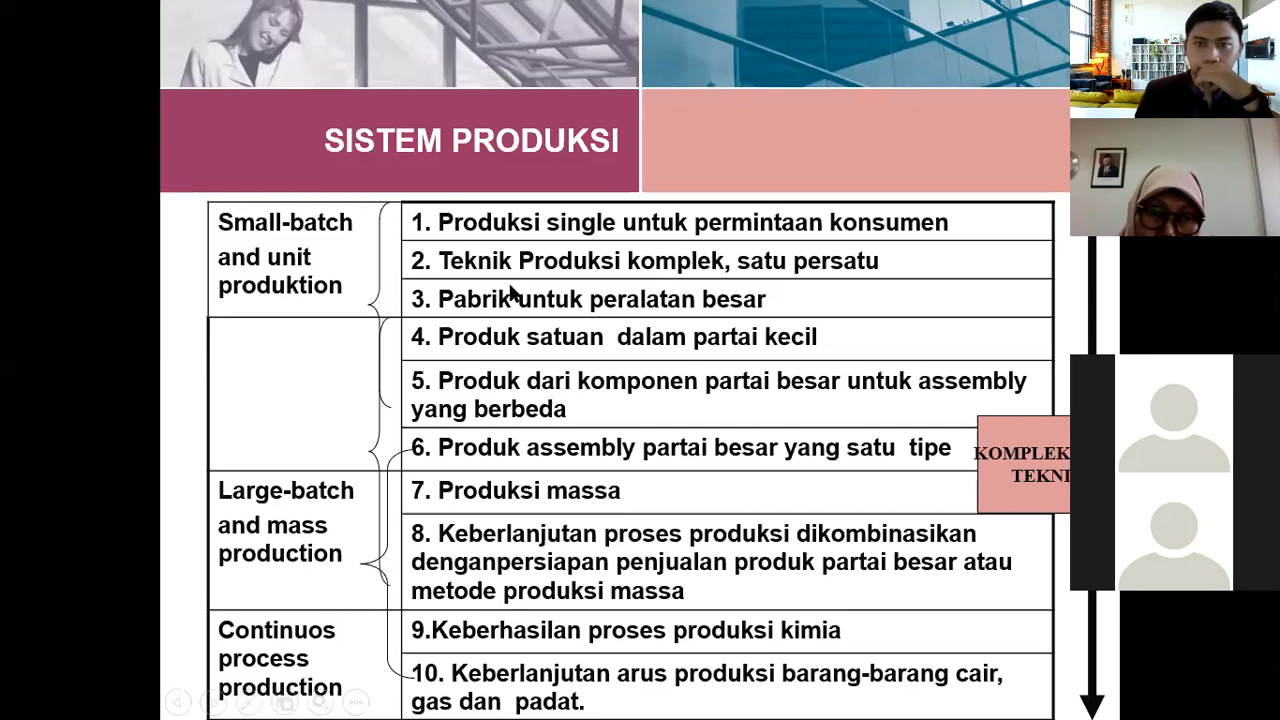 SISTEM PRODUKSI
Small-batch
and unit
produktion
1. Produksi single untuk permintaan konsumen
2. Teknik Produksi komplek, satu persatu
3. Pabrik untuk peralatan besar
4. Produk satuan dalam partai kecil
5. Produk dari komponen partai besar untuk assembly
yang berbeda
6. Produk assembly partai besar yang satu tipe
KOMPLEK
TEKNI
Large-batch
and mass
production
7. Produksi massa
8. Keberlanjutan proses produksi dikombinasikan
denganpersiapan penjualan produk partai besar atau
metode produksi massa
Continuos
process
production
9.Keberhasilan proses produksi kimia
10. Keberlanjutan arus produksi barang-barang cair,
gas dan padat.